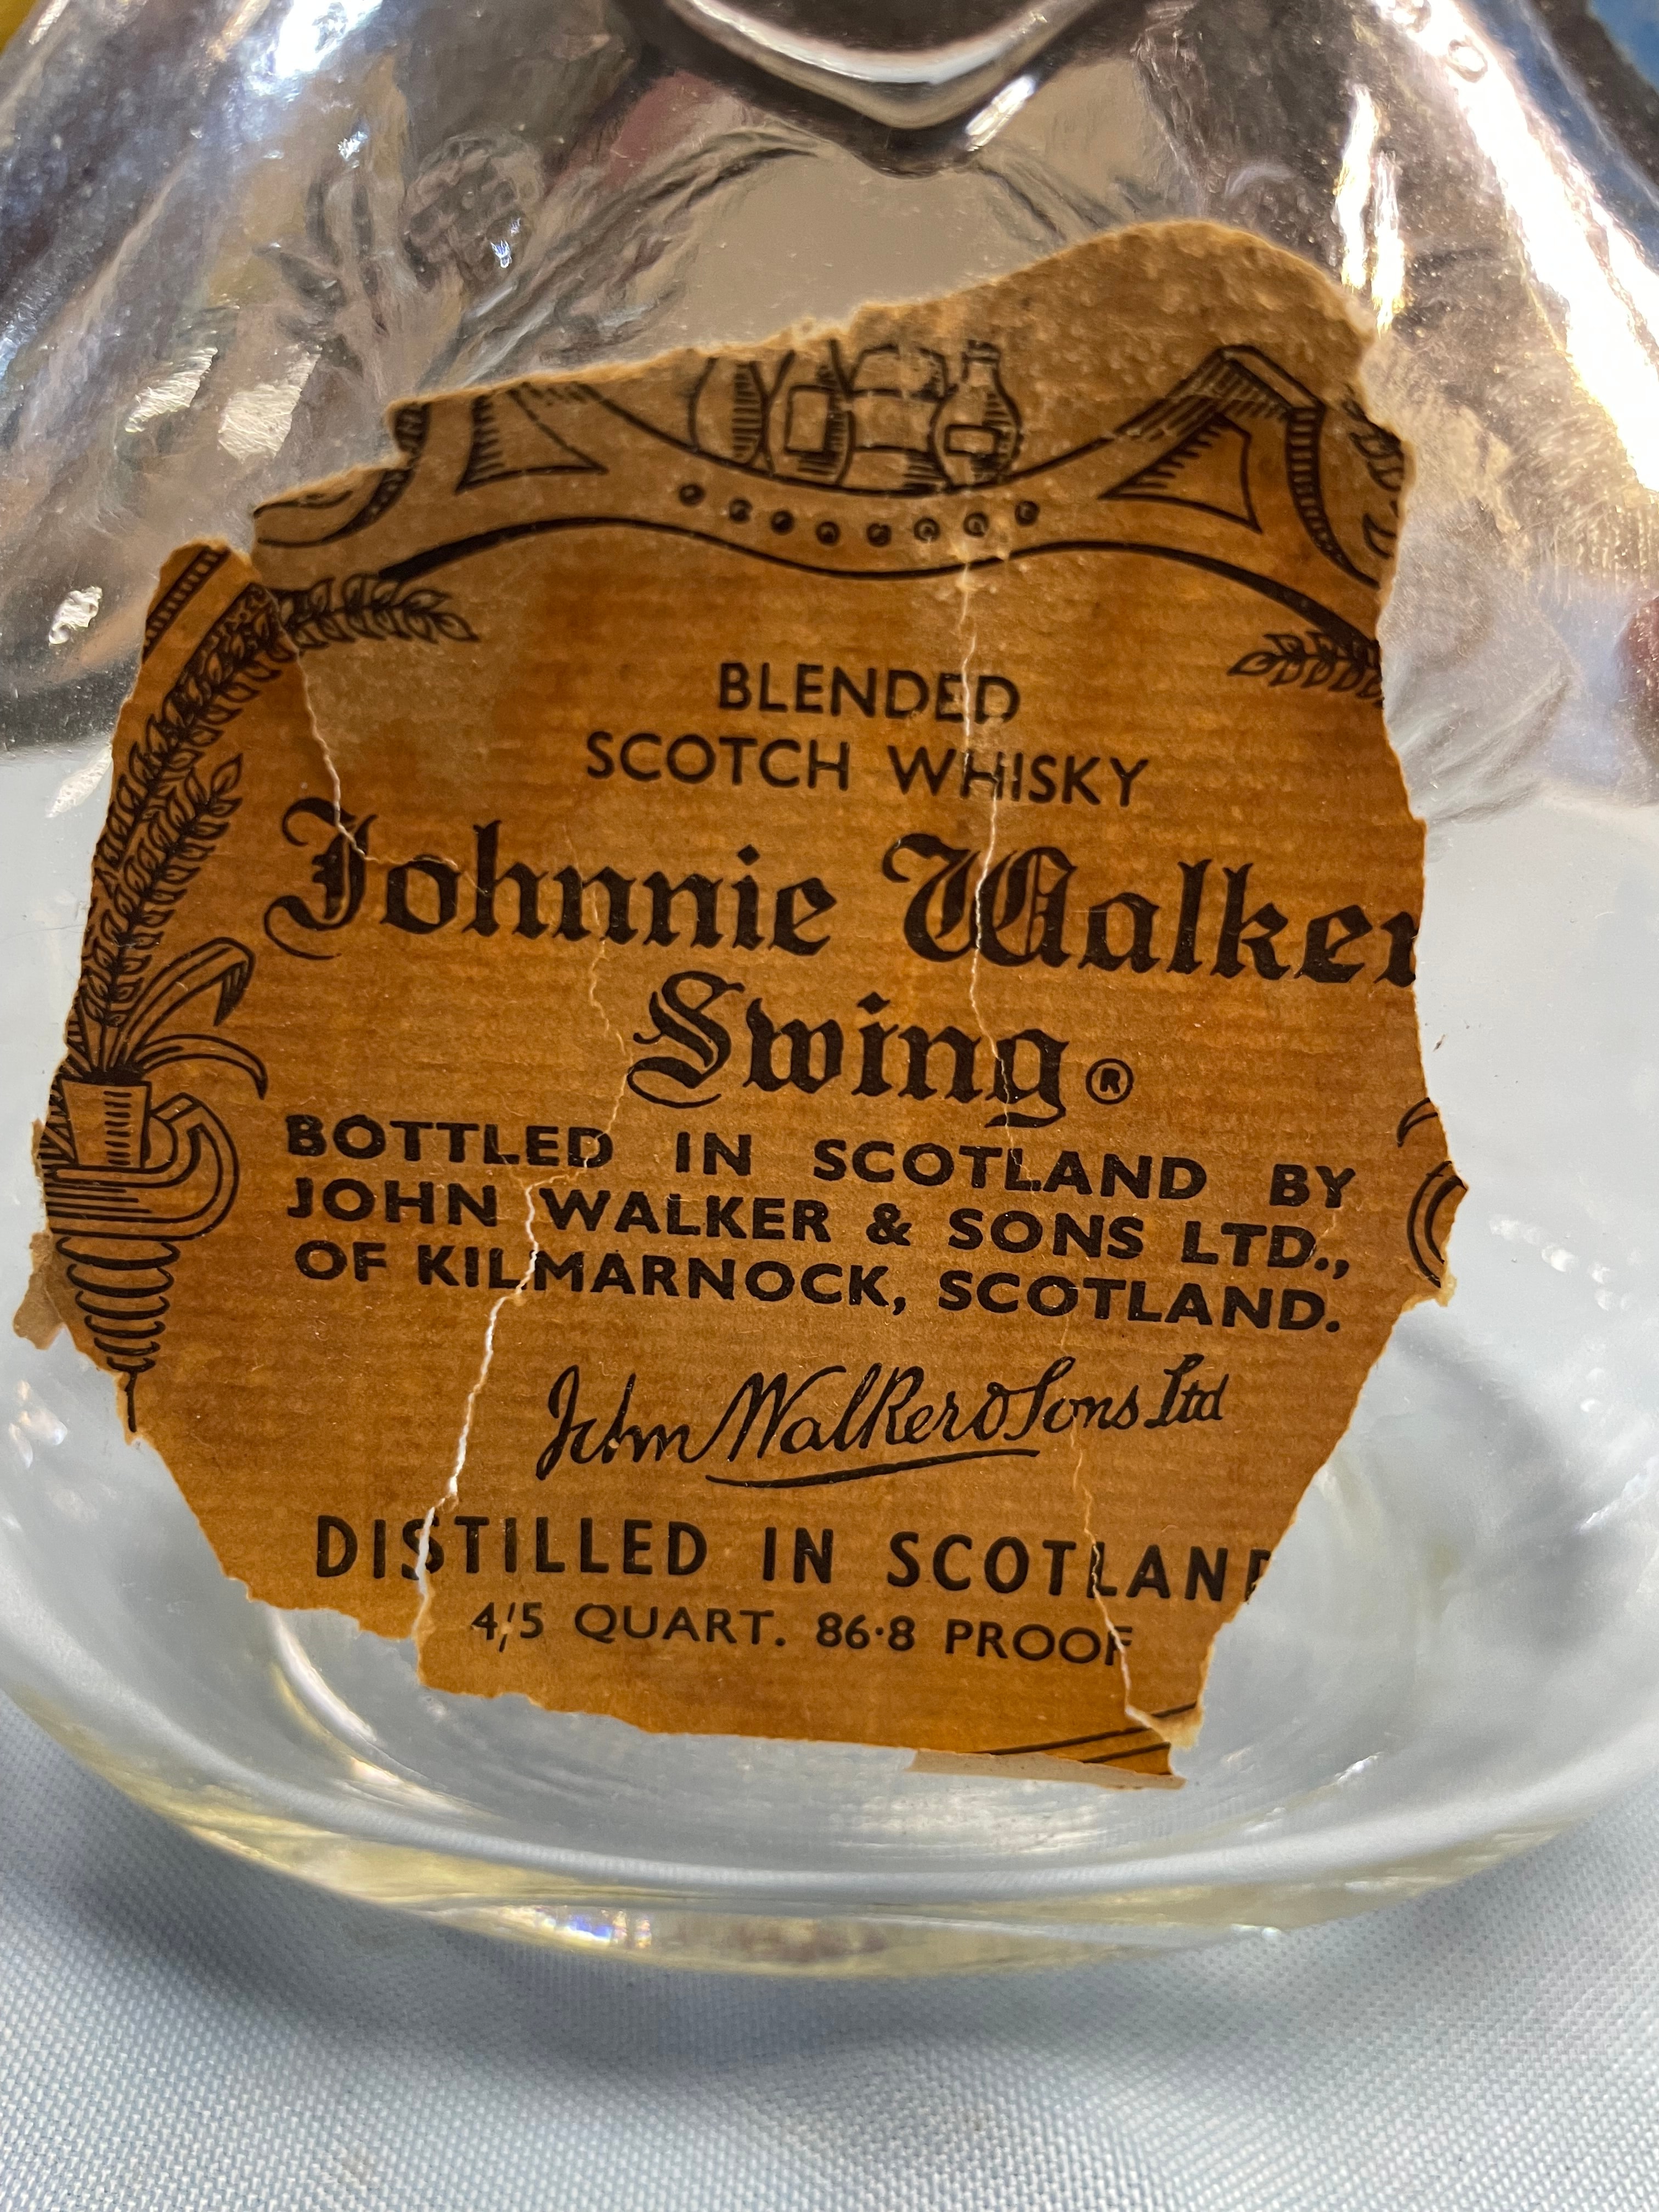 BLENDED
SCOTCH WHISKY
Johnnie Walker
Swing®
BOTTLED IN SCOTLAND BY
JOHN WALKER & SONS LTD.,
OF KILMARNOCK, SCOTLAND.
John Walker & Sons Ltd
DISTILLED IN SCOTLAND
4/5 QUART. 86·8 PROOF